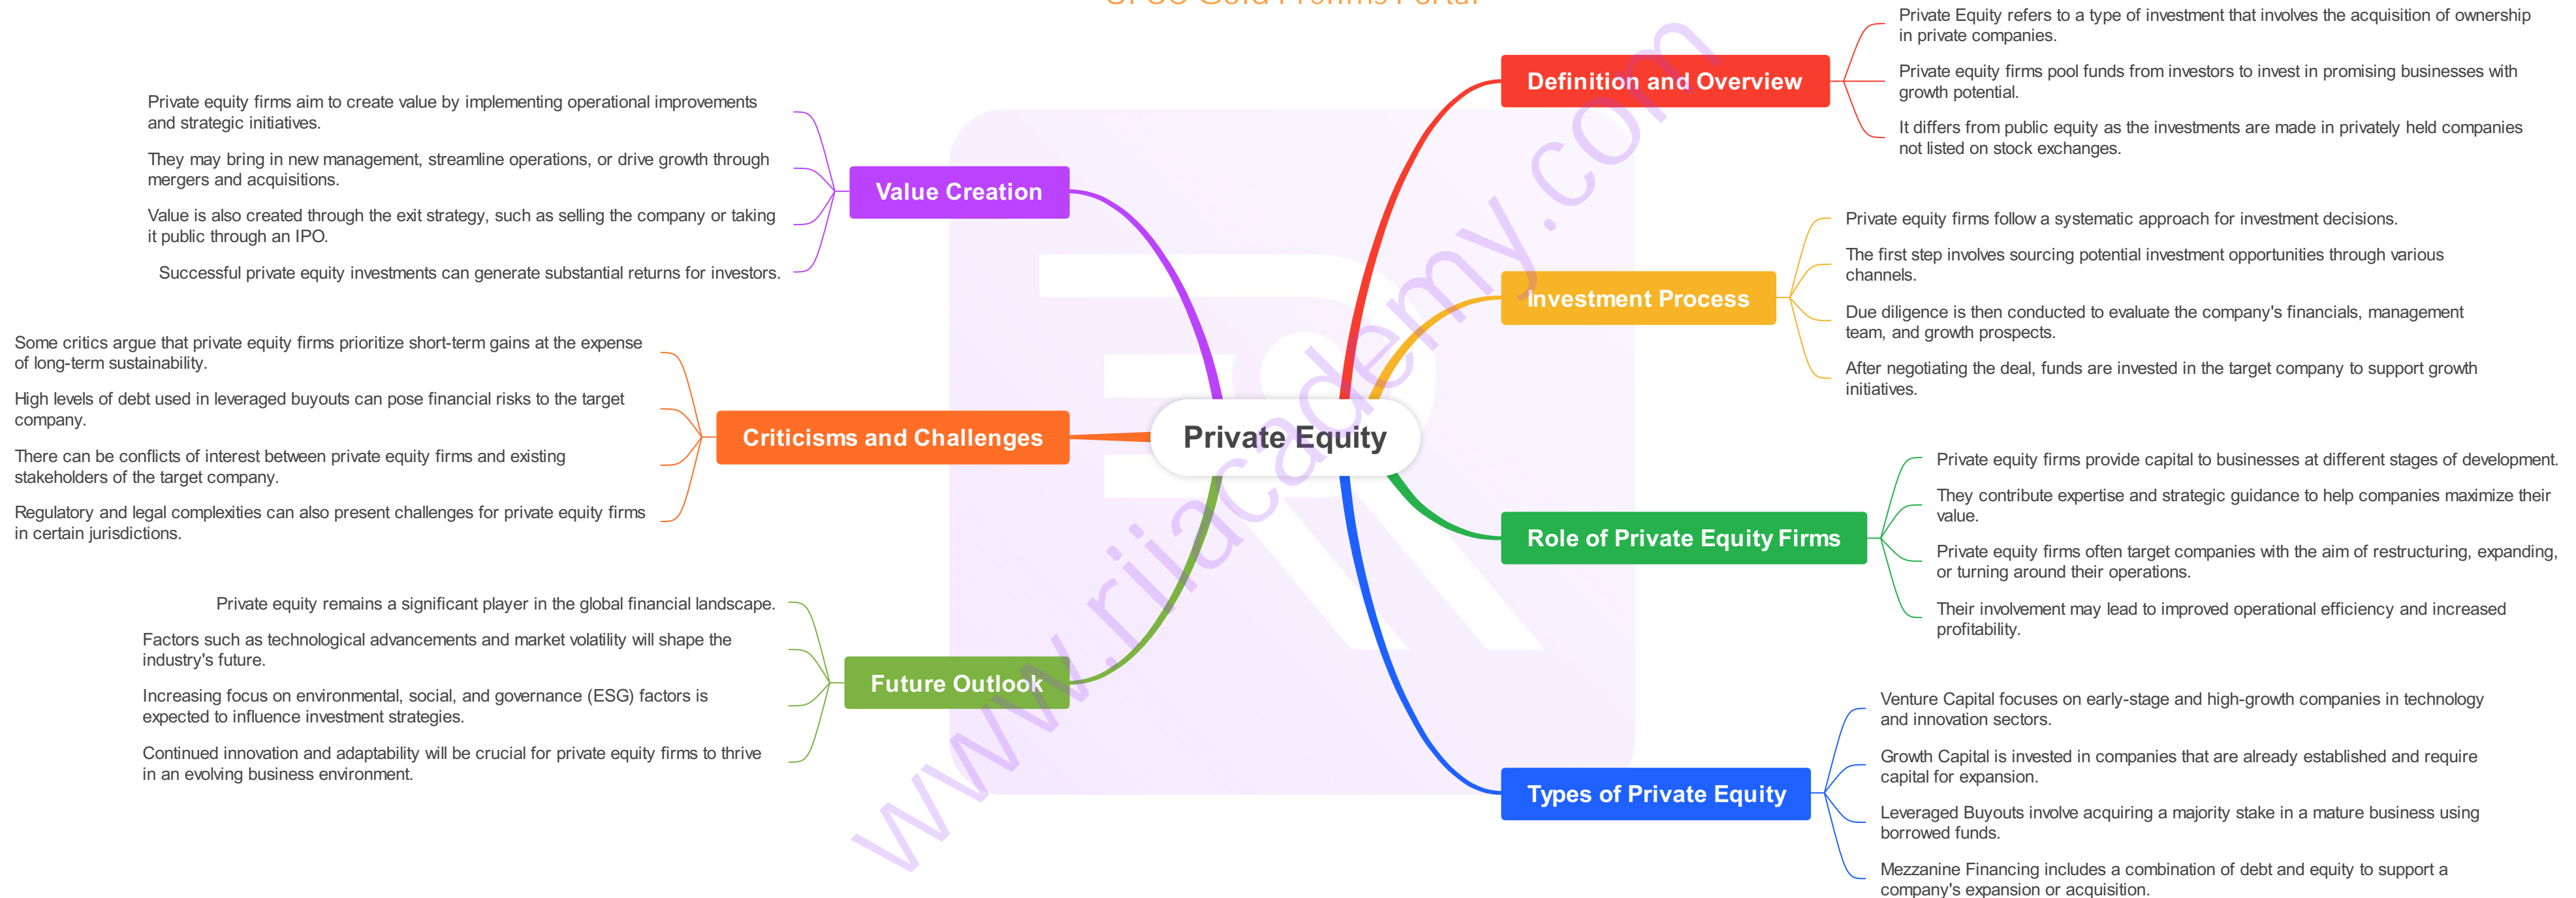 Private Equity
Definition and Overview
Private Equity refers to a type of investment that involves the acquisition of ownership
in private companies.
Private equity firms pool funds from investors to invest in promising businesses with
growth potential.
It differs from public equity as the investments are made in privately held companies
not listed on stock exchanges.
Investment Process
Private equity firms follow a systematic approach for investment decisions.
The first step involves sourcing potential investment opportunities through various
channels.
Due diligence is then conducted to evaluate the company's financials, management
team, and growth prospects.
After negotiating the deal, funds are invested in the target company to support growth
initiatives.
Role of Private Equity Firms
Private equity firms provide capital to businesses at different stages of development.
They contribute expertise and strategic guidance to help companies maximize their
value.
Private equity firms often target companies with the aim of restructuring, expanding,
or turning around their operations.
Their involvement may lead to improved operational efficiency and increased
profitability.
Types of Private Equity
Venture Capital focuses on early-stage and high-growth companies in technology
and innovation sectors.
Growth Capital is invested in companies that are already established and require
capital for expansion.
Leveraged Buyouts involve acquiring a majority stake in a mature business using
borrowed funds.
Mezzanine Financing includes a combination of debt and equity to support a
company's expansion or acquisition.
Value Creation
Private equity firms aim to create value by implementing operational improvements
and strategic initiatives.
They may bring in new management, streamline operations, or drive growth through
mergers and acquisitions.
Value is also created through the exit strategy, such as selling the company or taking
it public through an IPO.
Successful private equity investments can generate substantial returns for investors.
Criticisms and Challenges
Some critics argue that private equity firms prioritize short-term gains at the expense
of long-term sustainability.
High levels of debt used in leveraged buyouts can pose financial risks to the target
company.
There can be conflicts of interest between private equity firms and existing
stakeholders of the target company.
Regulatory and legal complexities can also present challenges for private equity firms
in certain jurisdictions.
Future Outlook
Private equity remains a significant player in the global financial landscape.
Factors such as technological advancements and market volatility will shape the
industry's future.
Increasing focus on environmental, social, and governance (ESG) factors is
expected to influence investment strategies.
Continued innovation and adaptability will be crucial for private equity firms to thrive
in an evolving business environment.